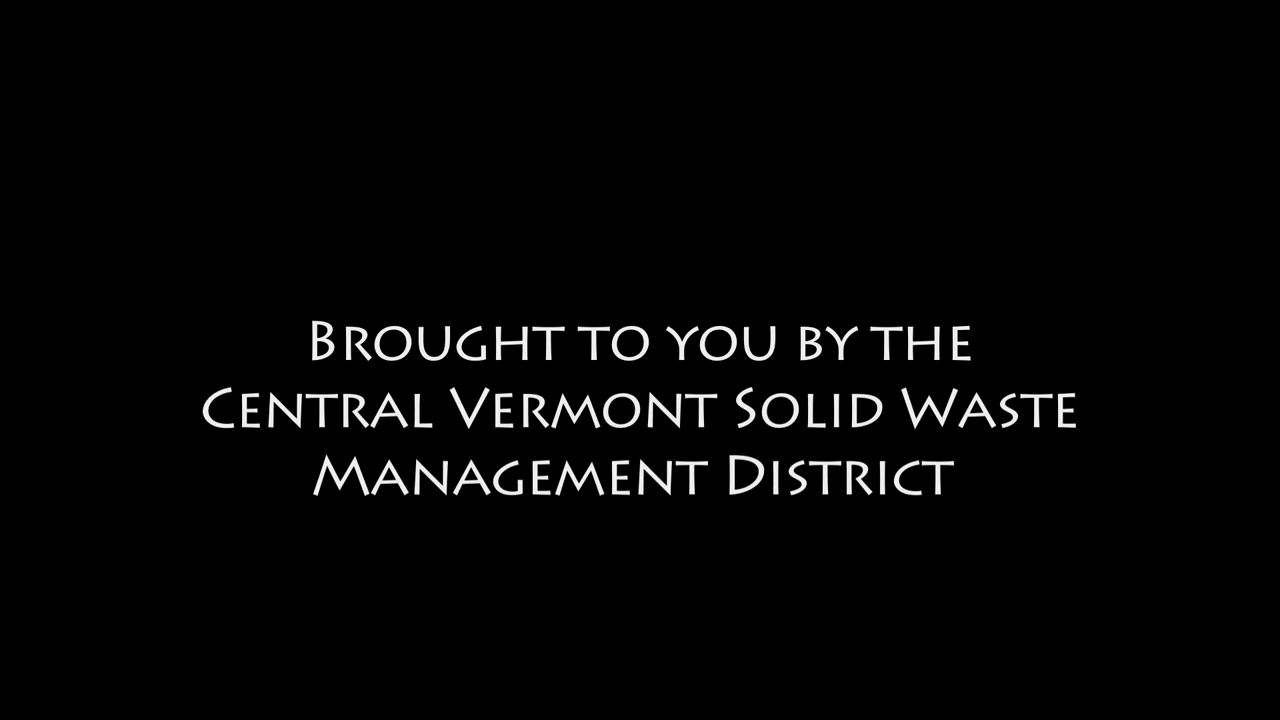 Brought to you by the
Central Vermont Solid Waste
Management District